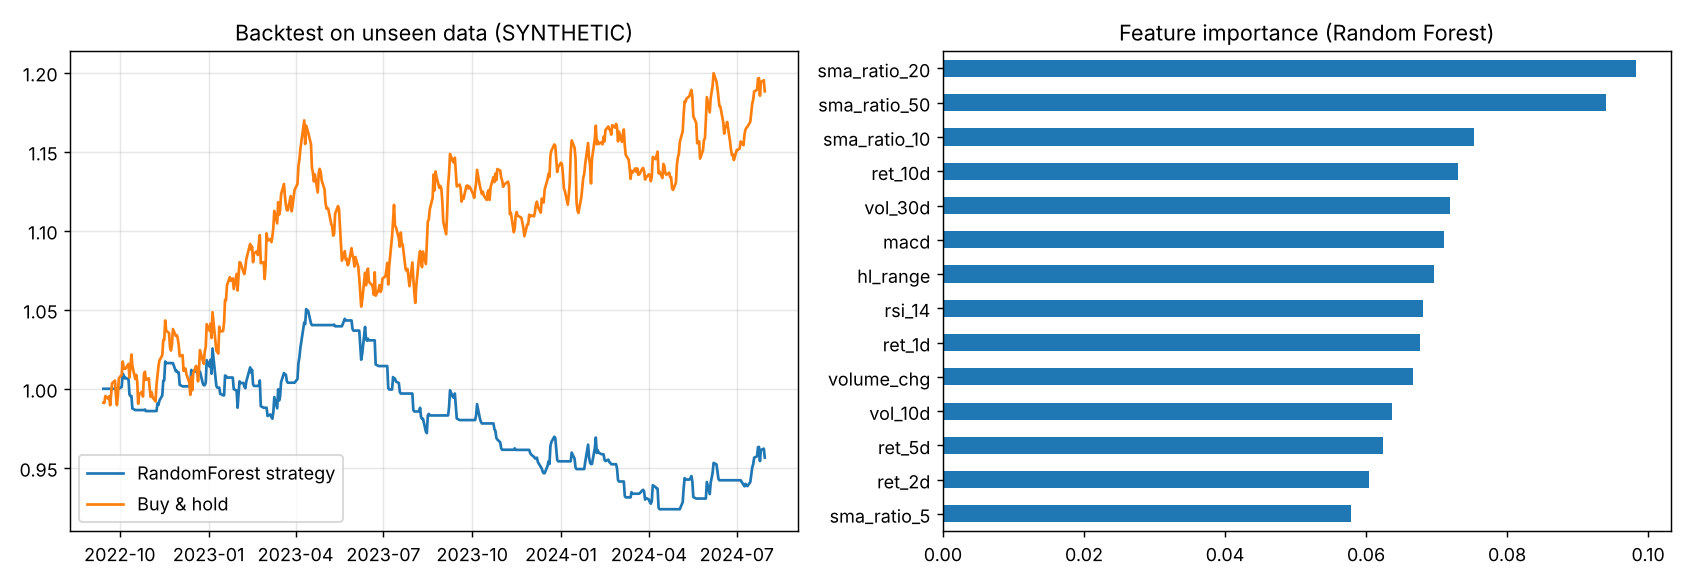 Backtest on unseen data (SYNTHETIC)
1.20
1.15
1.10
1.05
1.00
0.95
RandomForest strategy
Buy & hold
2022-10 2023-01 2023-04 2023-07 2023-10 2024-01 2024-04 2024-07
Feature importance (Random Forest)
sma_ratio_20
sma_ratio_50
sma_ratio_10
ret_10d
vol_30d
macd
hl_range
rsi_14
ret_1d
volume_chg
vol_10d
ret_5d
ret_2d
sma_ratio_5
0.00 0.02 0.04 0.06 0.08 0.10